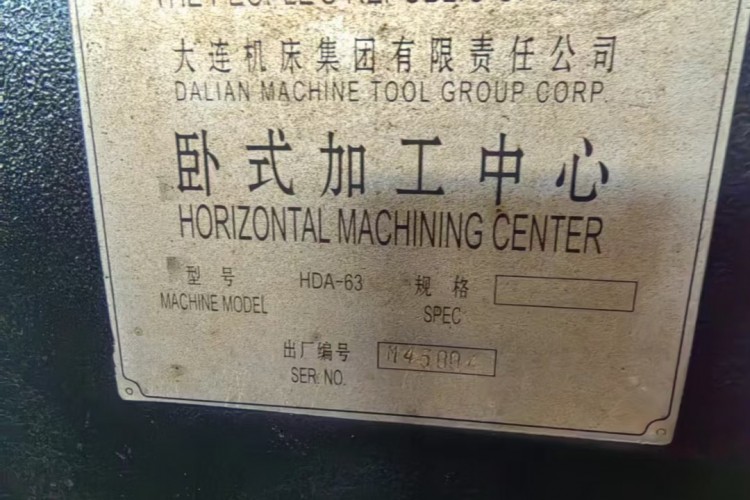 大连机床集团有限责任公司
DALIAN MACHINE TOOL GROUP CORP.
卧式加工中心
HORIZONTAL MACHINING CENTER
型号 HDA-63 规格
MACHINE MODEL SPEC
出厂编号
SER. NO.